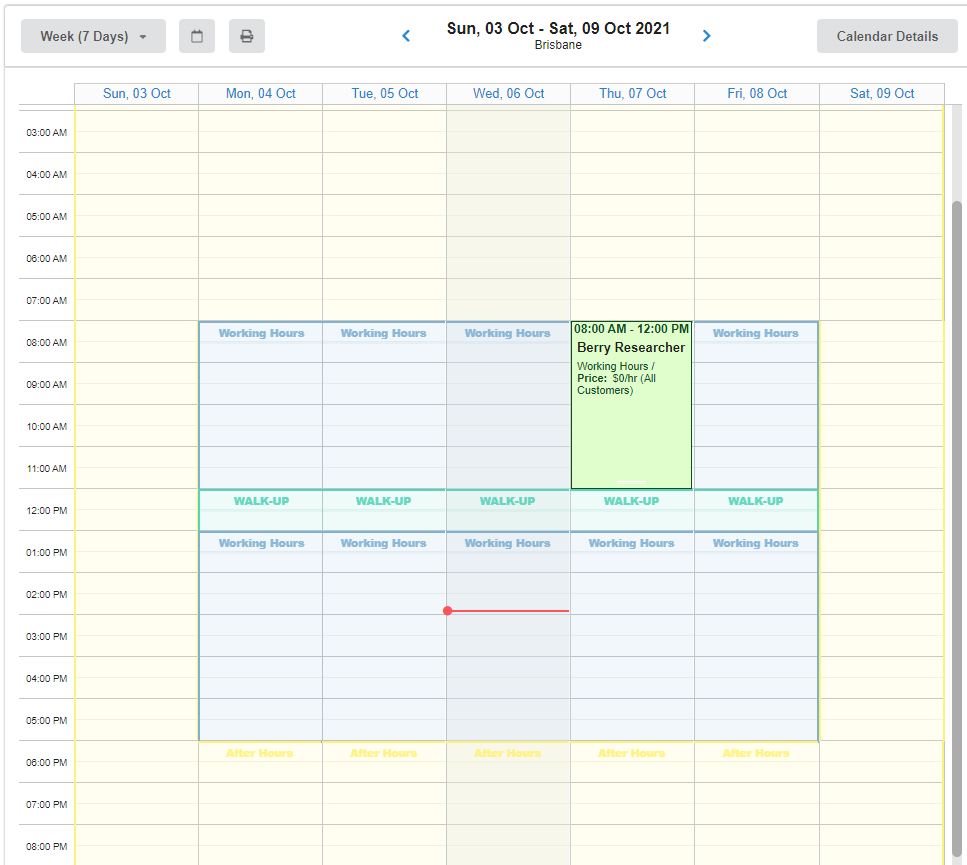 Week (7 Days)
Sun, 03 Oct - Sat, 09 Oct 2021
Brisbane
Calendar Details
Sun, 03 Oct Mon, 04 Oct Tue, 05 Oct Wed, 06 Oct Thu, 07 Oct Fri, 08 Oct Sat, 09 Oct
03:00 AM
04:00 AM
05:00 AM
06:00 AM
07:00 AM
Working Hours Working Hours Working Hours 08:00 AM - 12:00 PM Working Hours
08:00 AM Berry Researcher
Working Hours /
Price: $0/hr (All
09:00 AM Customers)
10:00 AM
11:00 AM
WALK-UP WALK-UP WALK-UP WALK-UP WALK-UP
12:00 PM
Working Hours Working Hours Working Hours Working Hours Working Hours
01:00 PM
02:00 PM
03:00 PM
04:00 PM
05:00 PM
After Hours After Hours After Hours After Hours After Hours
06:00 PM
07:00 PM
08:00 PM